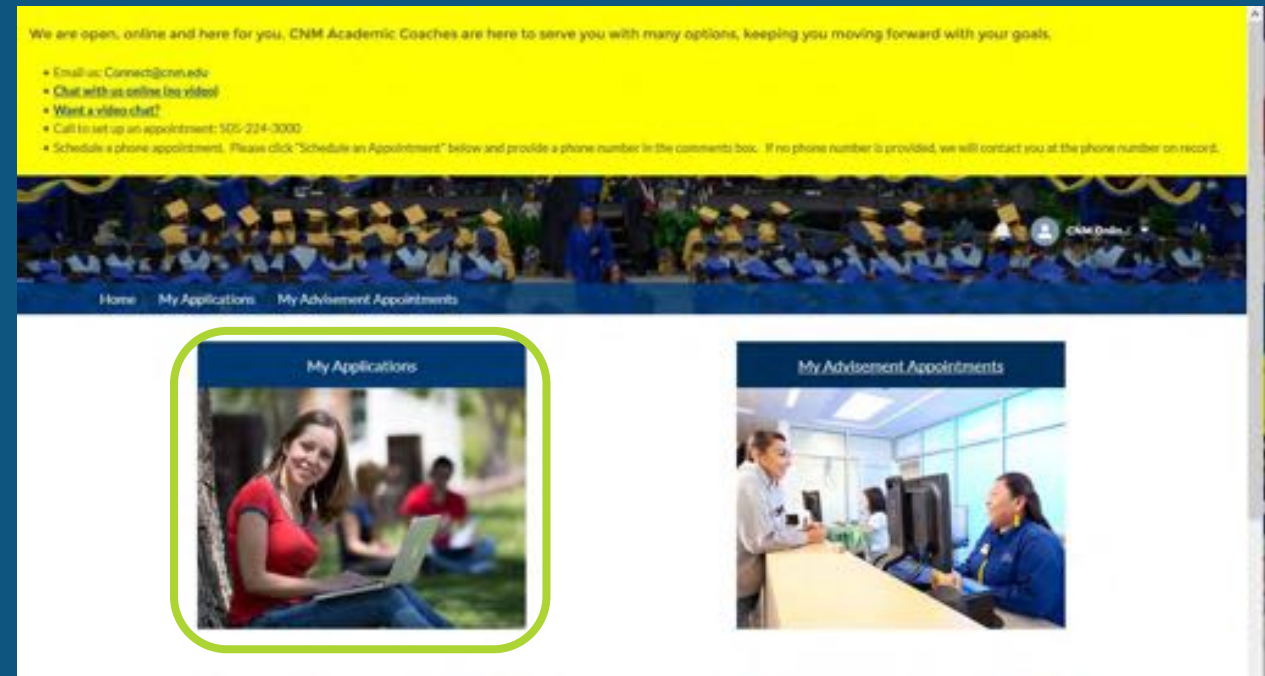 We are open, online and here for you, CNM Academic Coaches are here to serve you with many options, keeping you moving forward with your goals.
• Email us: Connect@cnm.edu
• Chat with us online (no video)
• Want a video chat?
• Call to set up an appointment: 505-224-3000
• Schedule a phone appointment. Please click "Schedule an Appointment" below and provide a phone number in the comments box. If no phone number is provided, we will contact you at the phone number on record.
CNM
Home My Applications My Advisement Appointments
My Applications
My Advisement Appointments